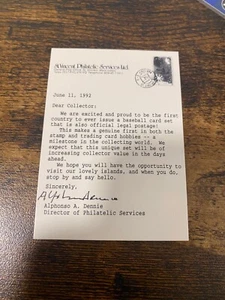 St.Vincent Philatelic Services Ltd.
June 11, 1992
Dear Collector:
We are excited and proud to be the first
country to ever issue a baseball card set
that is also official legal postage!
This makes a genuine first in both the
stamp and trading card hobbies -- a
milestone in the collecting world. We
expect that this unique set will be of
increasing collector value in the days
ahead.
We hope you will have the opportunity to
visit our lovely islands, and when you do,
stop by and say hello.
Sincerely,
Alphonso A. Dennie
Director of Philatelic Services